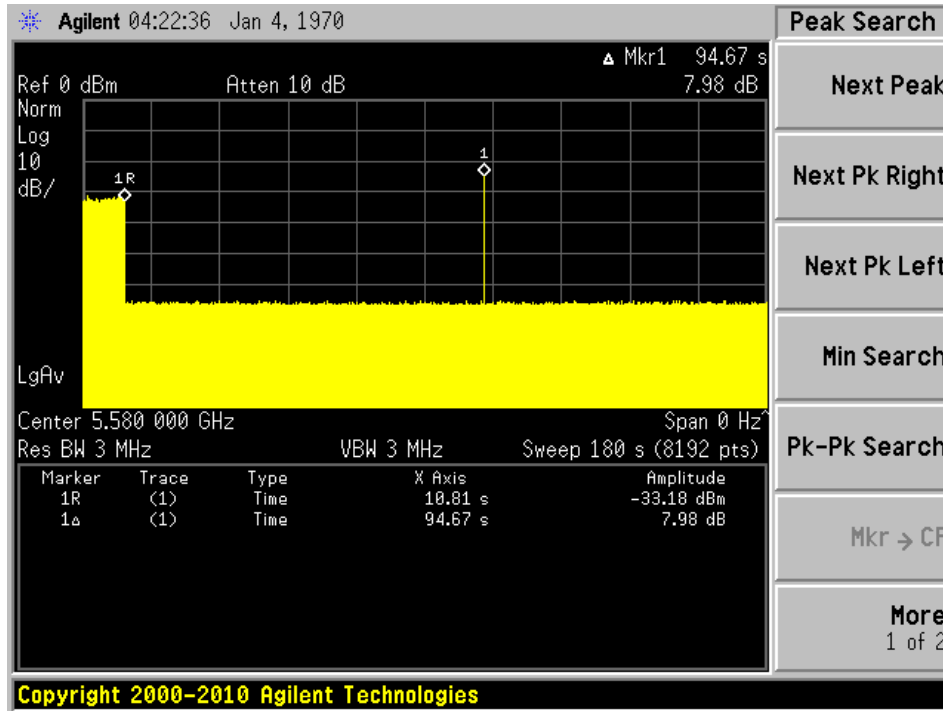 Agilent 04:22:36 Jan 4, 1970
Peak Search
Δ Mkr1 94.67 s
Ref 0 dBm Atten 10 dB 7.98 dB
Norm
Log
10
dB/
1R
1
LgAv
Center 5.580 000 GHz Span 0 Hz^
Res BW 3 MHz VBW 3 MHz Sweep 180 s (8192 pts)
Marker Trace Type X Axis Amplitude
1R (1) Time 10.81 s -33.18 dBm
1Δ (1) Time 94.67 s 7.98 dB
Next Peak
Next Pk Right
Next Pk Left
Min Search
Pk-Pk Search
Mkr → CF
More
1 of 2
Copyright 2000-2010 Agilent Technologies